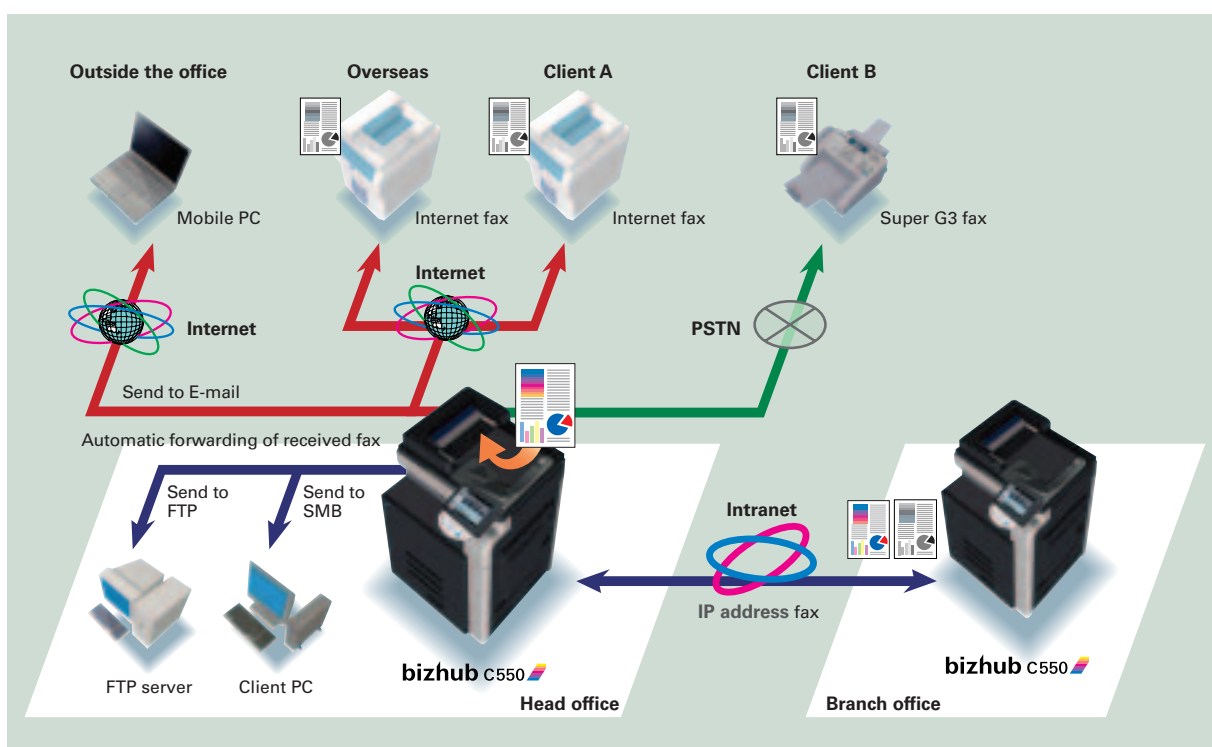 Outside the office
Overseas
Client A
Client B
Mobile PC
Internet fax
Internet fax
Super G3 fax
Internet
Internet
PSTN
Send to E-mail
Automatic forwarding of received fax
Send to
FTP
Send to
SMB
Intranet
IP address fax
FTP server
Client PC
bizhub C550
bizhub C550
Head office
Branch office